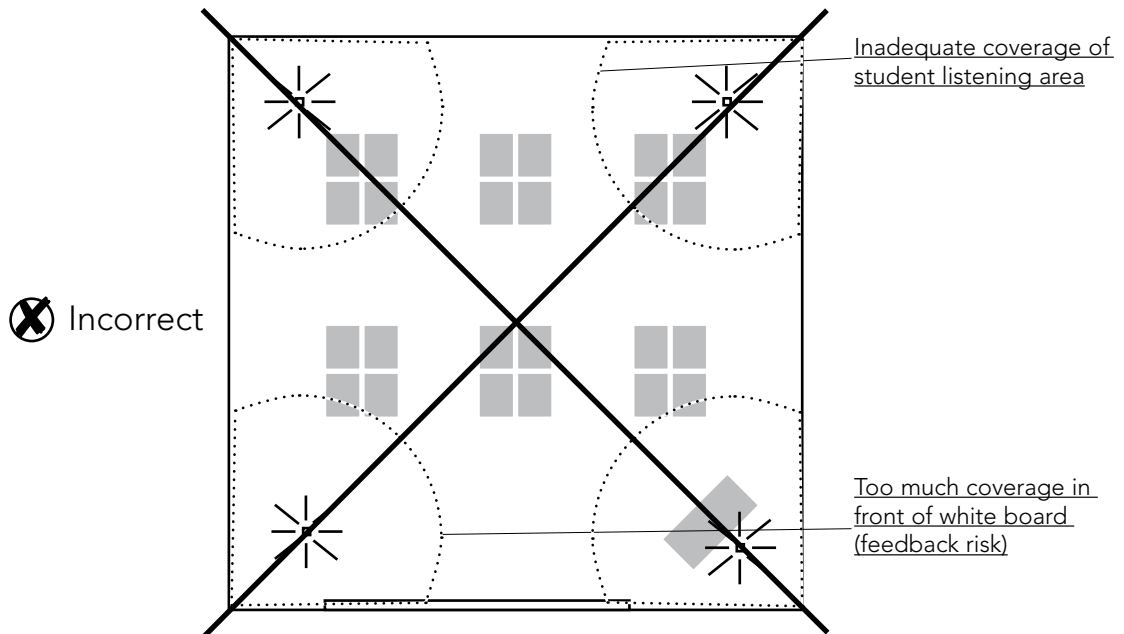 Inadequate coverage of
student listening area
Incorrect
Too much coverage in
front of white board
(feedback risk)